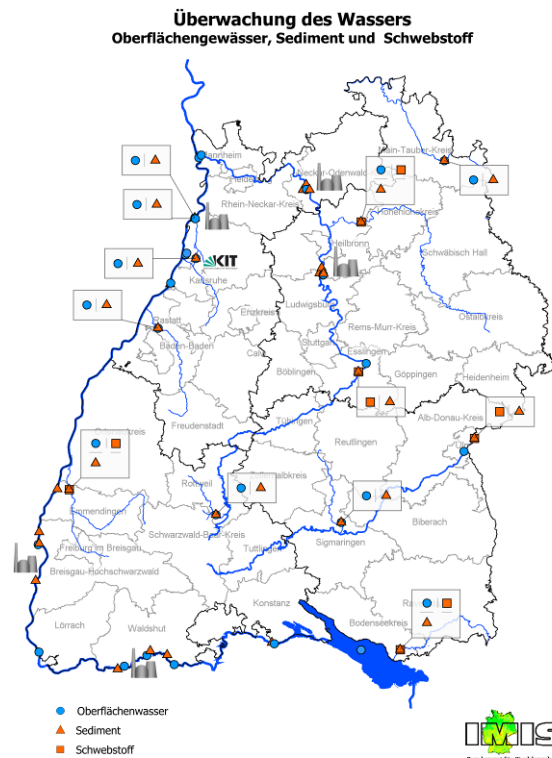 Überwachung des Wassers
Oberflächengewässer, Sediment und Schwebstoff
Main-Tauber-Kreis
Neckar-Odenwald
Rhein-Neckar-Kreis
Hohenlohekreis
Heilbronn
Schwäbisch Hall
KIT
Karlsruhe
Ludwigsburg
Enzkreis
Ostalbkreis
Rastatt
Rems-Murr-Kreis
Baden-Baden
Stuttgart
Calw
Esslingen
Böblingen
Göppingen
Heidenheim
Freudenstadt
Tübingen
Alb-Donau-Kreis
Reutlingen
Rottweil
Emmendingen
Biberach
Schwarzwald-Baar-Kreis
Freiburg im Breisgau
Tuttlingen
Sigmaringen
Breisgau-Hochschwarzwald
Konstanz
Lörrach
Waldshut
Bodenseekreis
Oberflächenwasser
Sediment
Schwebstoff
IMIS